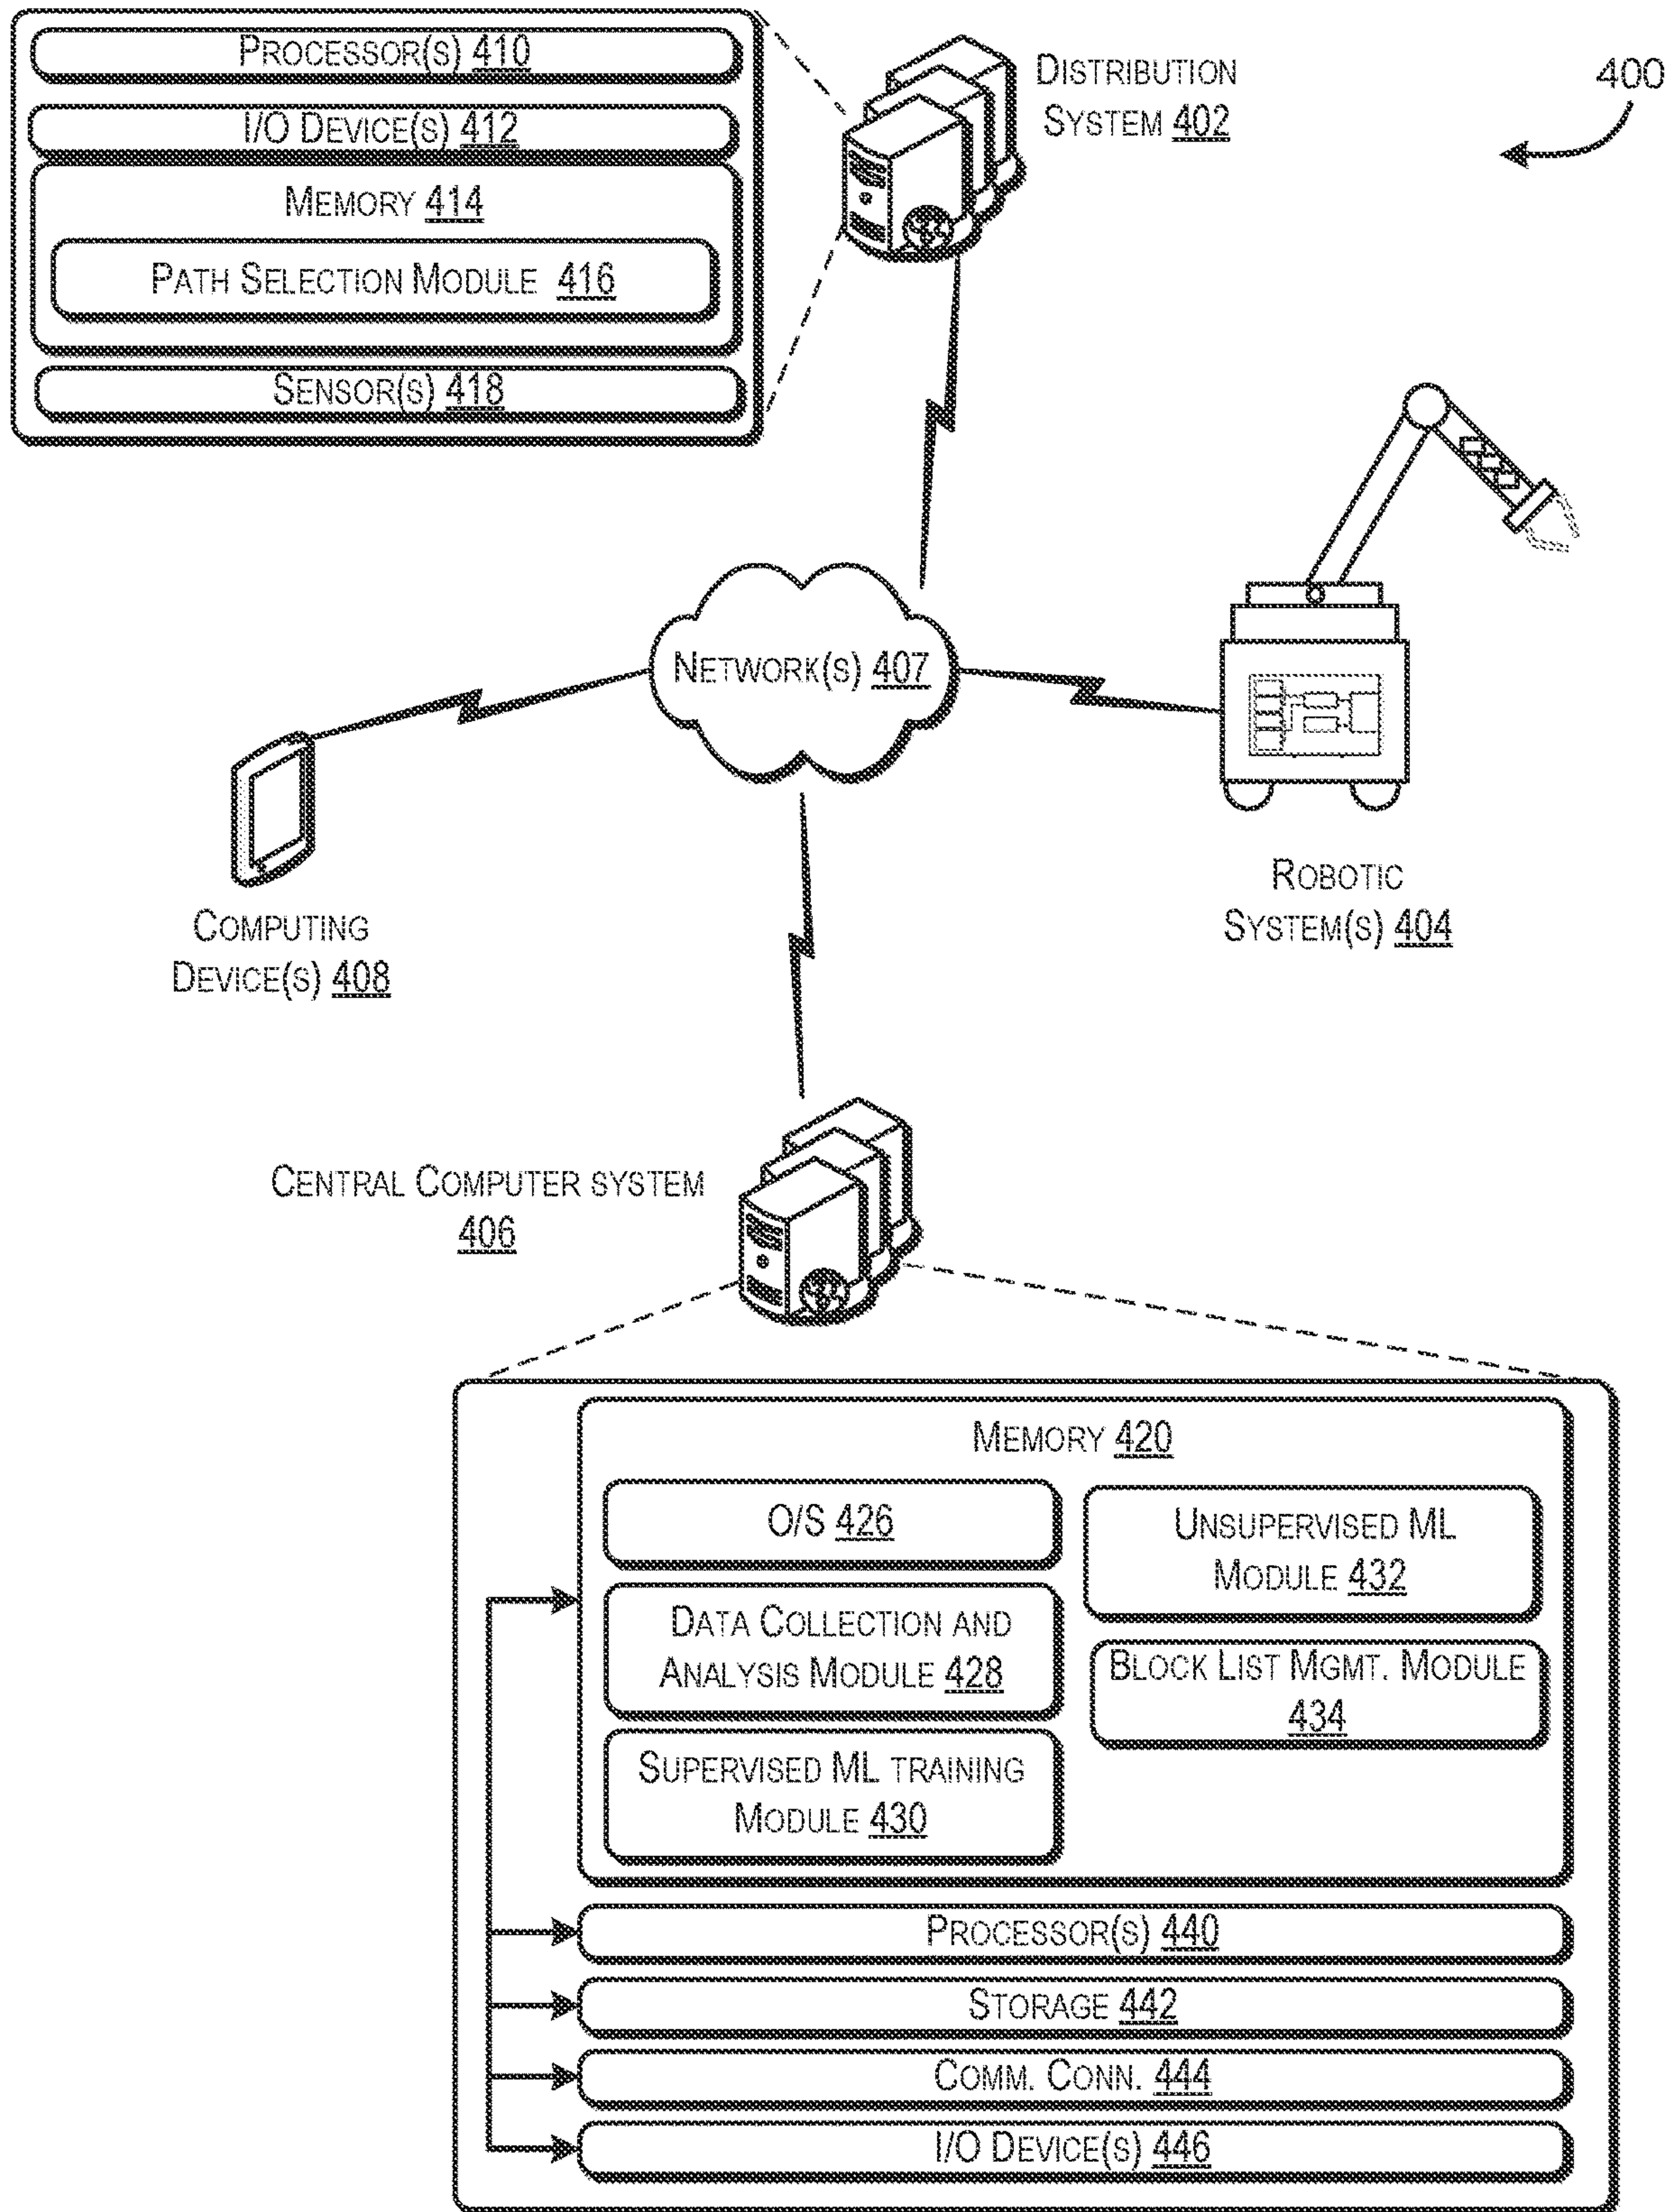 PROCESSOR(S) 410
I/O DEVICE(S) 412
MEMORY 414
PATH SELECTION MODULE 416
SENSOR(S) 418
DISTRIBUTION
SYSTEM 402
400
NETWORK(S) 407
COMPUTING
DEVICE(S) 408
ROBOTIC
SYSTEM(S) 404
CENTRAL COMPUTER SYSTEM
406
MEMORY 420
O/S 426
DATA COLLECTION AND
ANALYSIS MODULE 428
SUPERVISED ML TRAINING
MODULE 430
UNSUPERVISED ML
MODULE 432
BLOCK LIST MGMT. MODULE
434
PROCESSOR(S) 440
STORAGE 442
COMM. CONN. 444
I/O DEVICE(S) 446